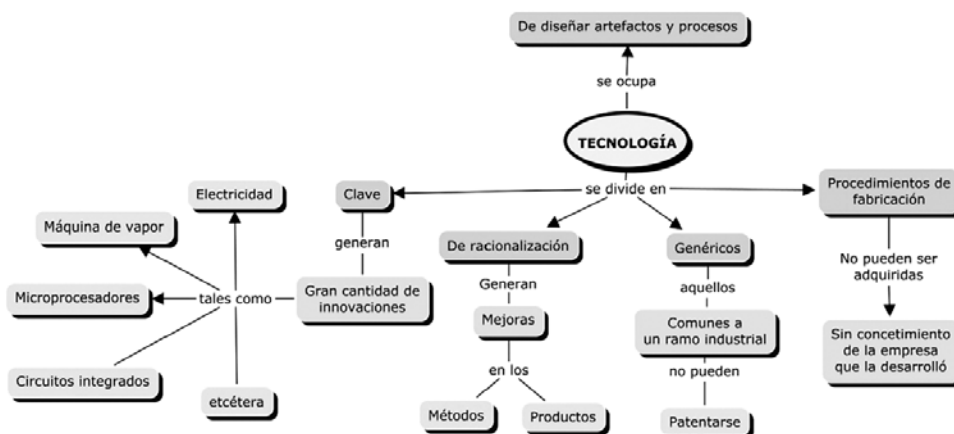 De diseñar artefactos y procesos
se ocupa
TECNOLOGÍA
se divide en
Clave
generan
Gran cantidad de
innovaciones
tales como
Electricidad
Máquina de vapor
Microprocesadores
Circuitos integrados
etcétera
De racionalización
Generan
Mejoras
en los
Métodos
Productos
Genéricos
aquellos
Comunes a
un ramo industrial
no pueden
Patentarse
Procedimientos de
fabricación
No pueden ser
adquiridas
Sin concetimiento
de la empresa
que la desarrolló